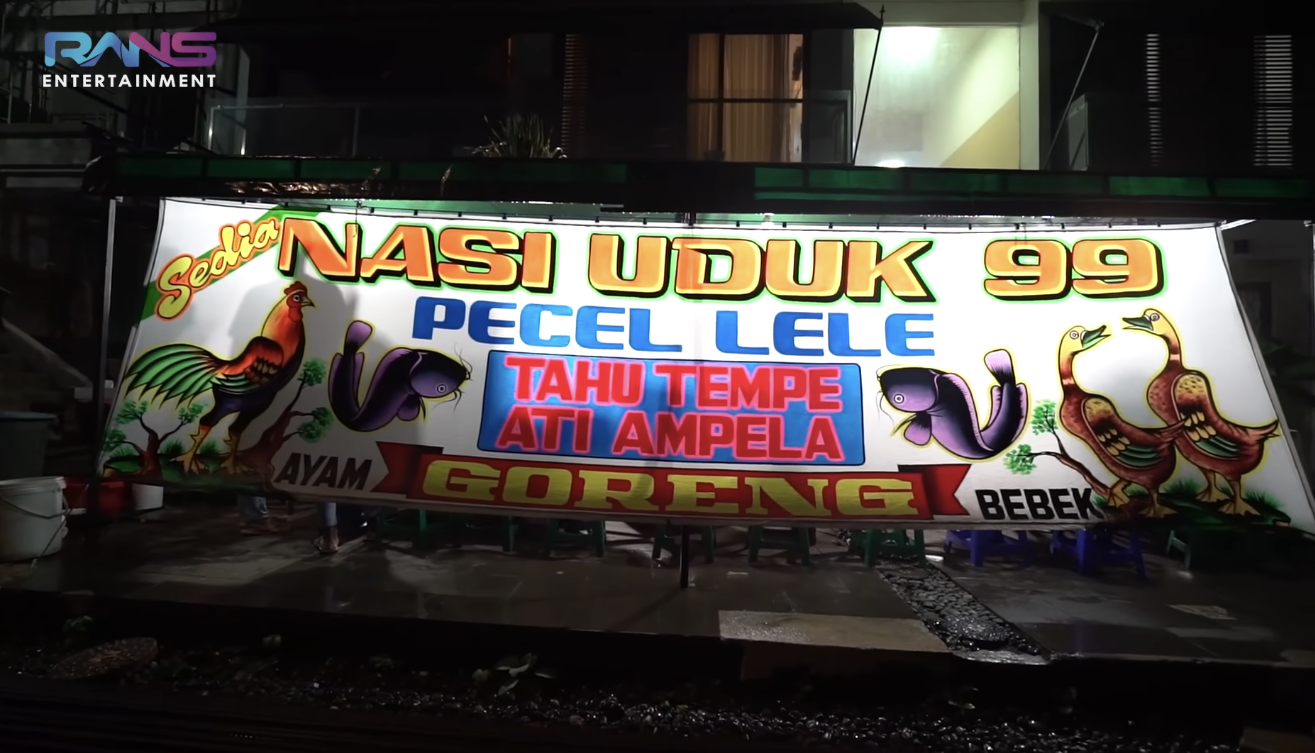 RANS
ENTERTAINMENT
Sedia NASI UDUK 99
PECEL LELE
TAHU TEMPE
ATI AMPELA
AYAM GORENG BEBEK